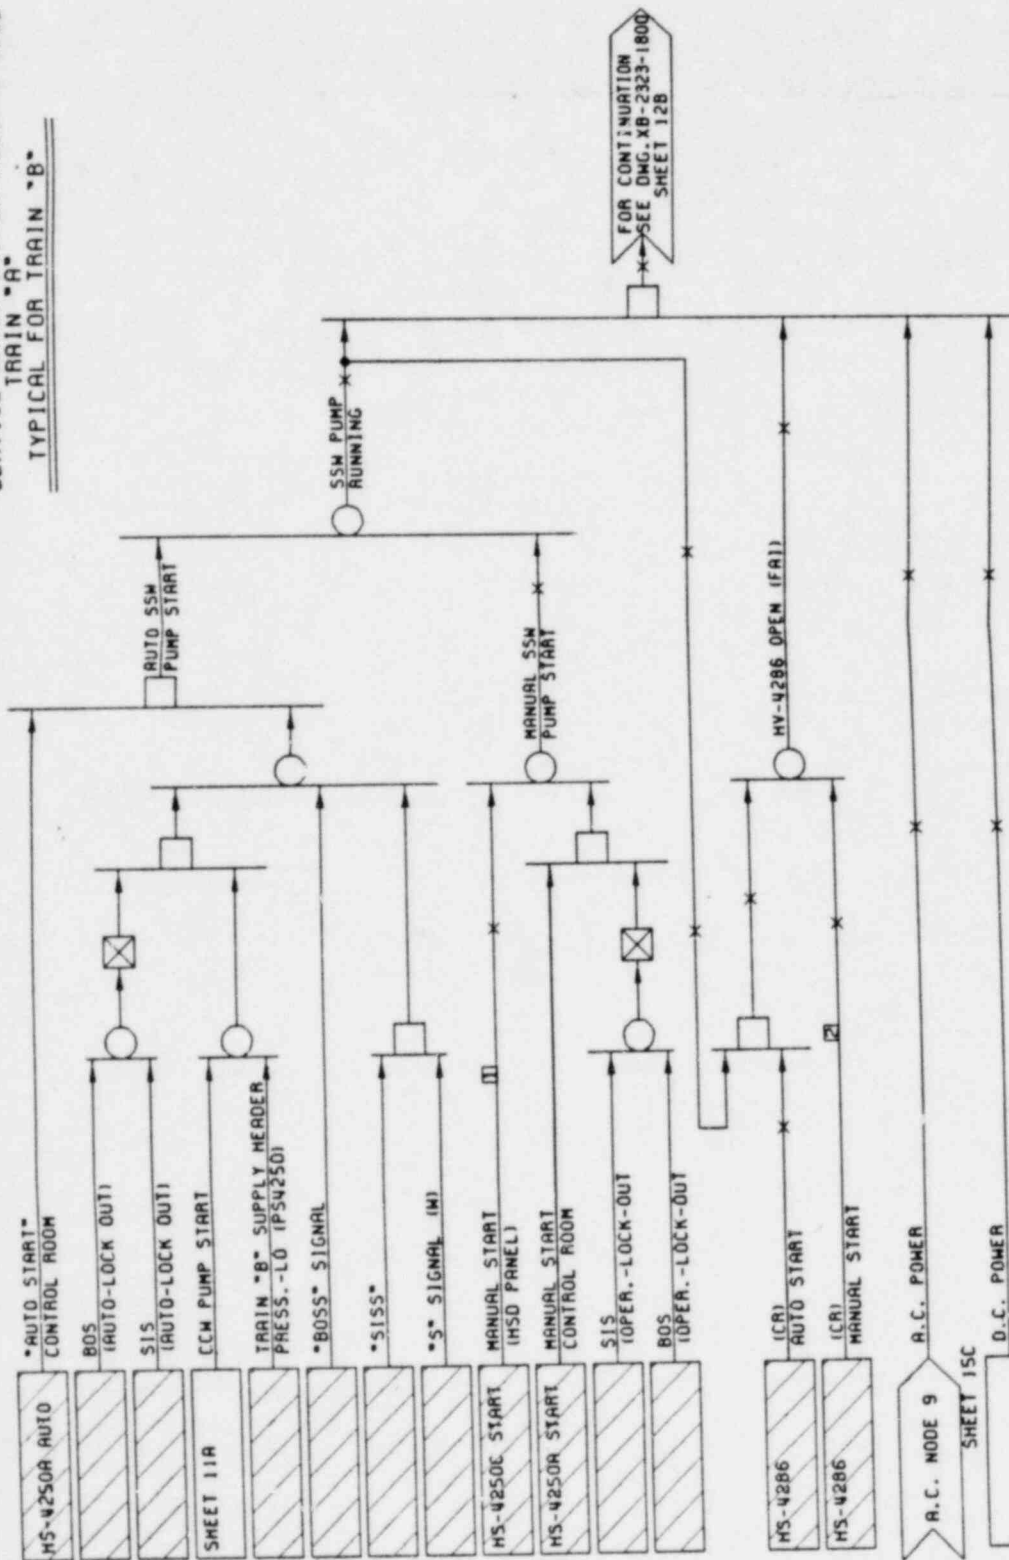 TRAIN "A"
TYPICAL FOR TRAIN "B"
FOR CONTINUATION
SEE DWG. XB-2323-1800
SHEET 12B
SSW PUMP
RUNNING
AUTO SSW
PUMP START
MANUAL SSW
PUMP START
HV-4286 OPEN (FAI)
HS-4250A AUTO
"AUTO START"
CONTROL ROOM
BOS
(AUTO-LOCK OUT)
SIS
(AUTO-LOCK OUT)
SHEET 11A
CCW PUMP START
TRAIN "B" SUPPLY HEADER
PRESS.-LO (PS4250)
"BOSS" SIGNAL
"SISS"
"S" SIGNAL (W)
HS-4250C START
MANUAL START
(HSD PANEL)
1
HS-4250A START
MANUAL START
CONTROL ROOM
SIS
(OPER.-LOCK-OUT
BOS
(OPER.-LOCK-OUT
HS-4286
(CR)
AUTO START
HS-4286
(CR)
MANUAL START
2
A.C. NODE 9
A.C. POWER
SHEET 15C
D.C. POWER